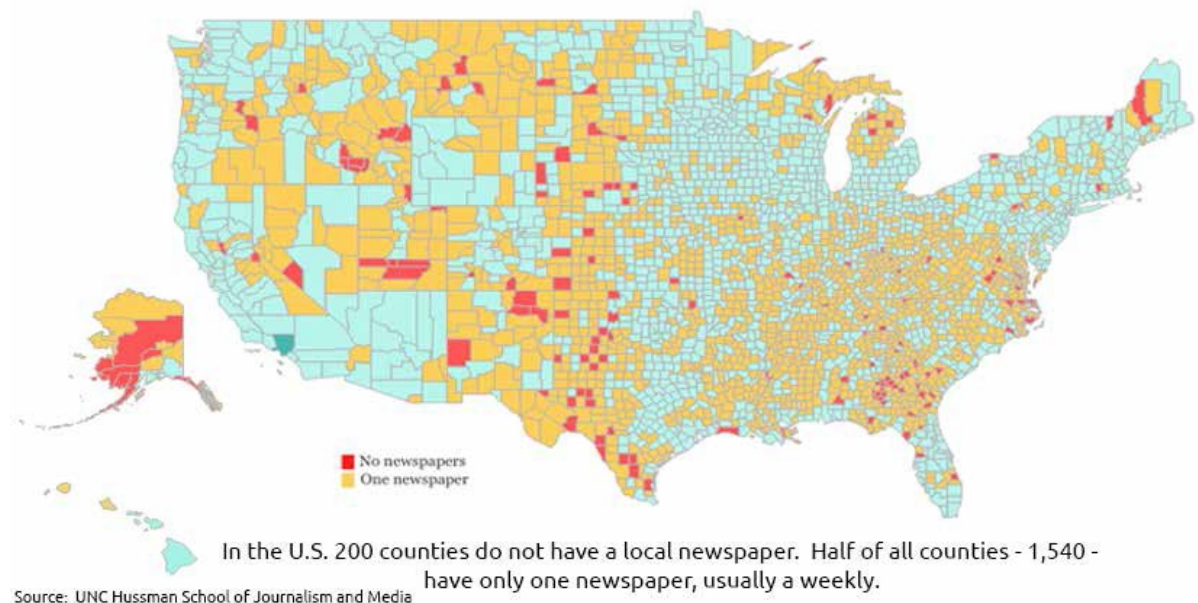 No newspapers
One newspaper
In the U.S. 200 counties do not have a local newspaper. Half of all counties - 1,540 -
have only one newspaper, usually a weekly.
Source: UNC Hussman School of Journalism and Media